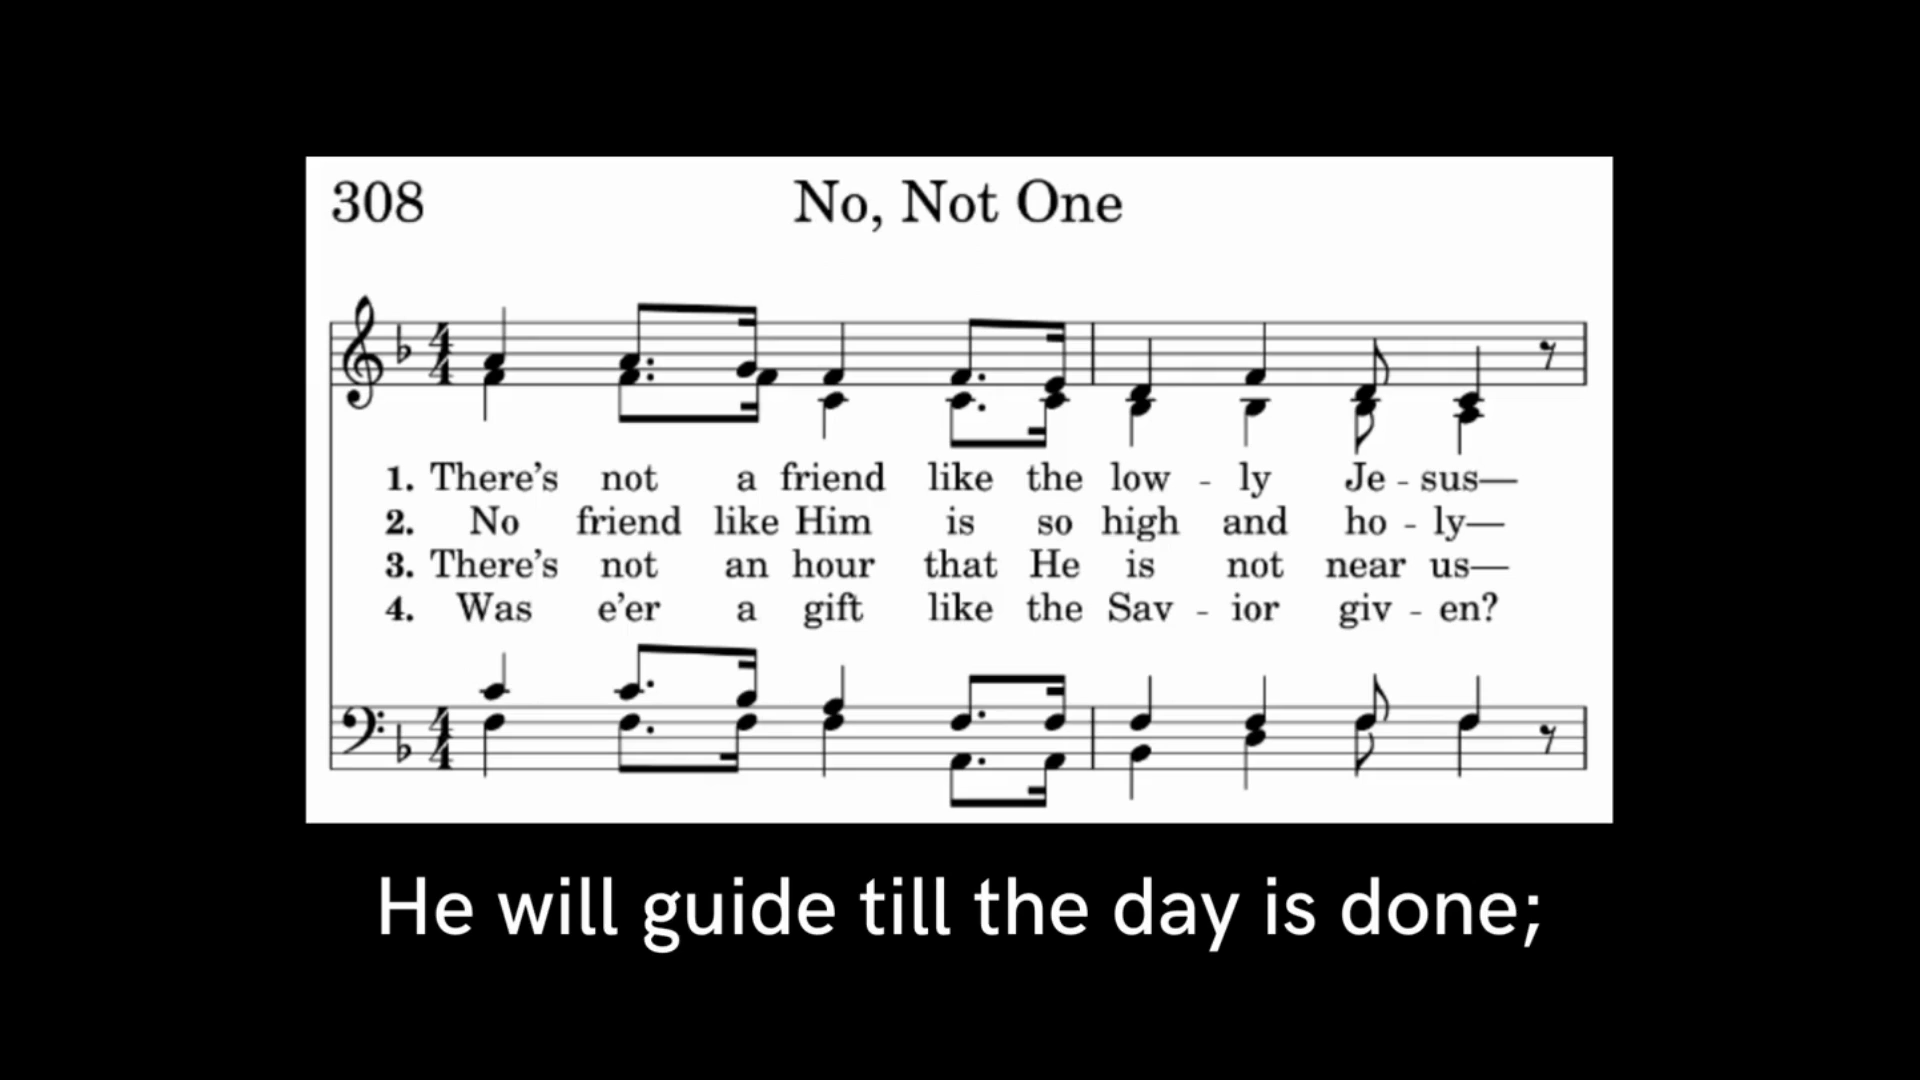 308 No, Not One
1. There's not a friend like the low - ly Je - sus—
2. No friend like Him is so high and ho - ly—
3. There's not an hour that He is not near us—
4. Was e'er a gift like the Sav - ior giv - en?
He will guide till the day is done;